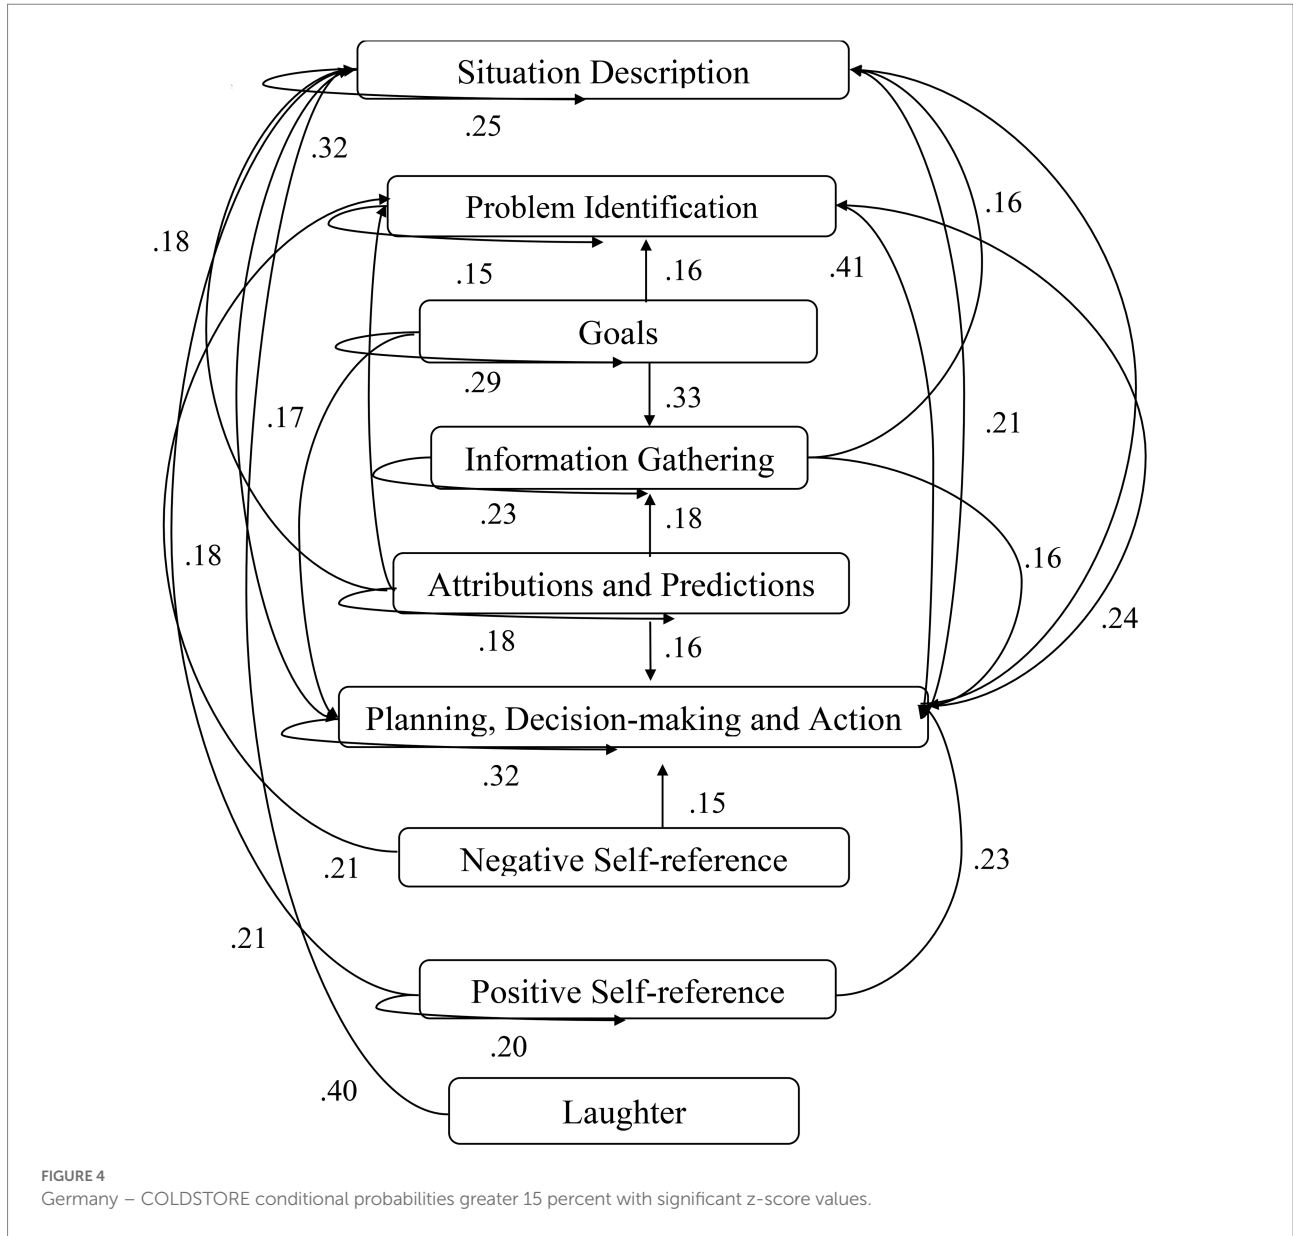 Situation Description
.25
.32
.16
Problem Identification
.18
.15
.16
.41
Goals
.29
.33
.17
.21
Information Gathering
.23
.18
.18
.16
Attributions and Predictions
.24
.18
.16
Planning, Decision-making and Action
.32
.15
Negative Self-reference
.21
.23
.21
Positive Self-reference
.20
.40
Laughter
FIGURE 4
Germany – COLDSTORE conditional probabilities greater 15 percent with significant z-score values.